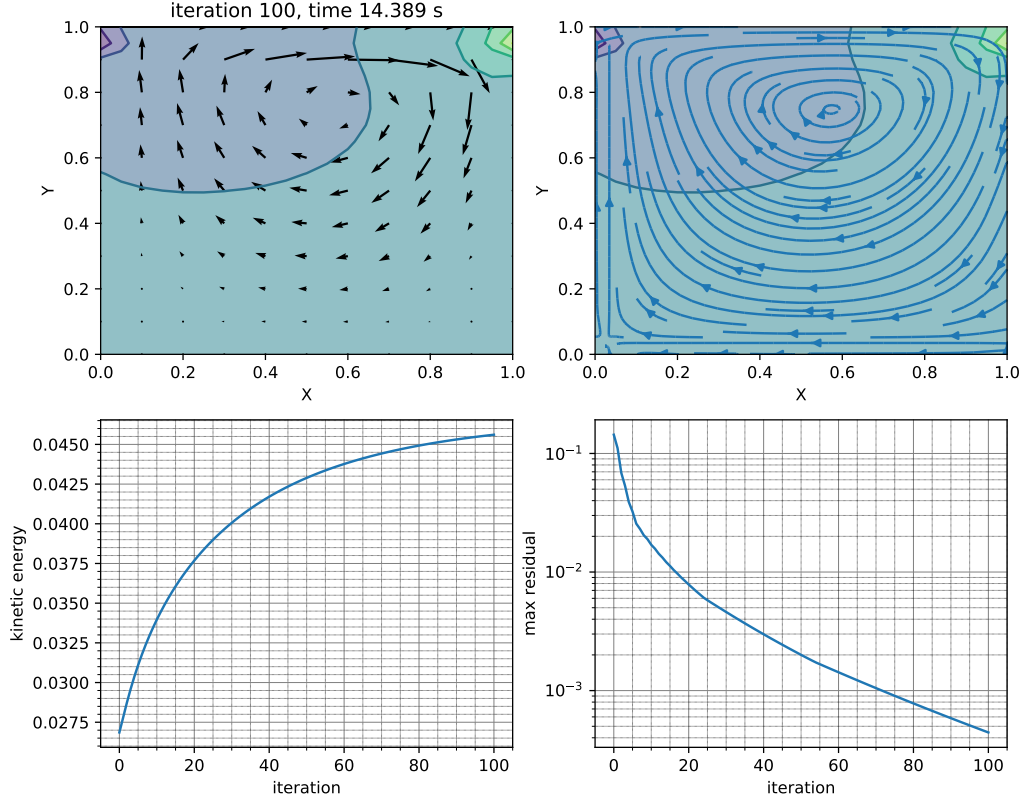 iteration 100, time 14.389 s
1.0
0.8
0.6
0.4
0.2
0.0
Y
0.0 0.2 0.4 0.6 0.8 1.0
X
1.0
0.8
0.6
0.4
0.2
0.0
Y
0.0 0.2 0.4 0.6 0.8 1.0
X
0.0450
0.0425
0.0400
0.0375
0.0350
0.0325
0.0300
0.0275
kinetic energy
0 20 40 60 80 100
iteration
10⁻¹
10⁻²
10⁻³
max residual
0 20 40 60 80 100
iteration